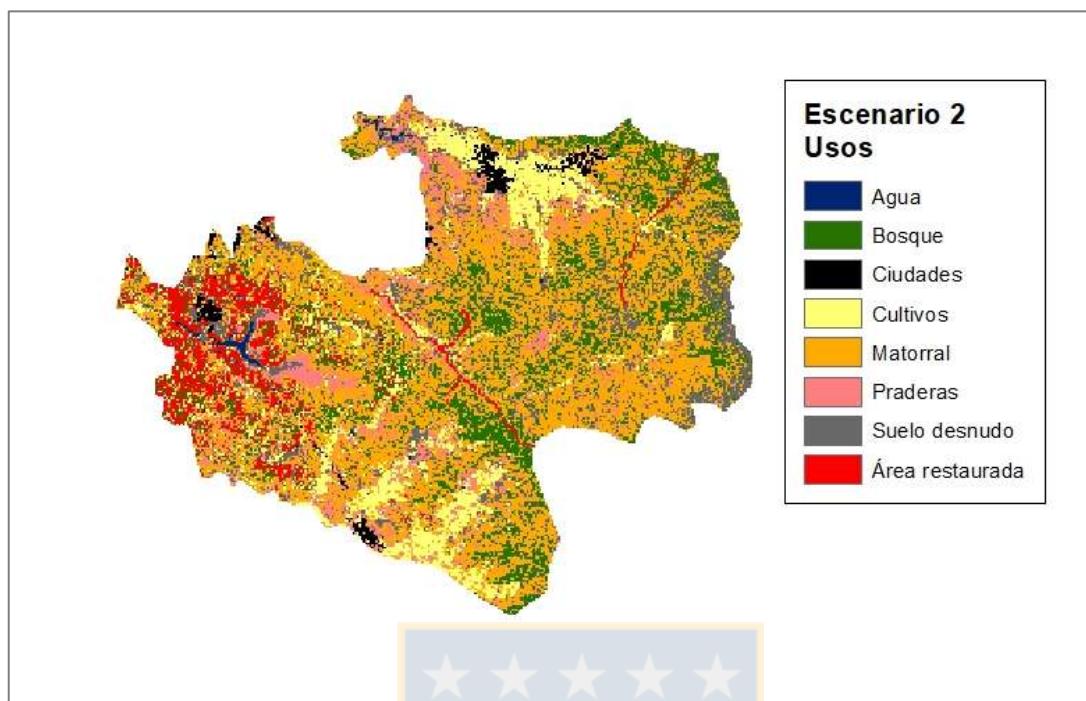 Escenario 2
Usos
Agua
Bosque
Ciudades
Cultivos
Matorral
Praderas
Suelo desnudo
Área restaurada